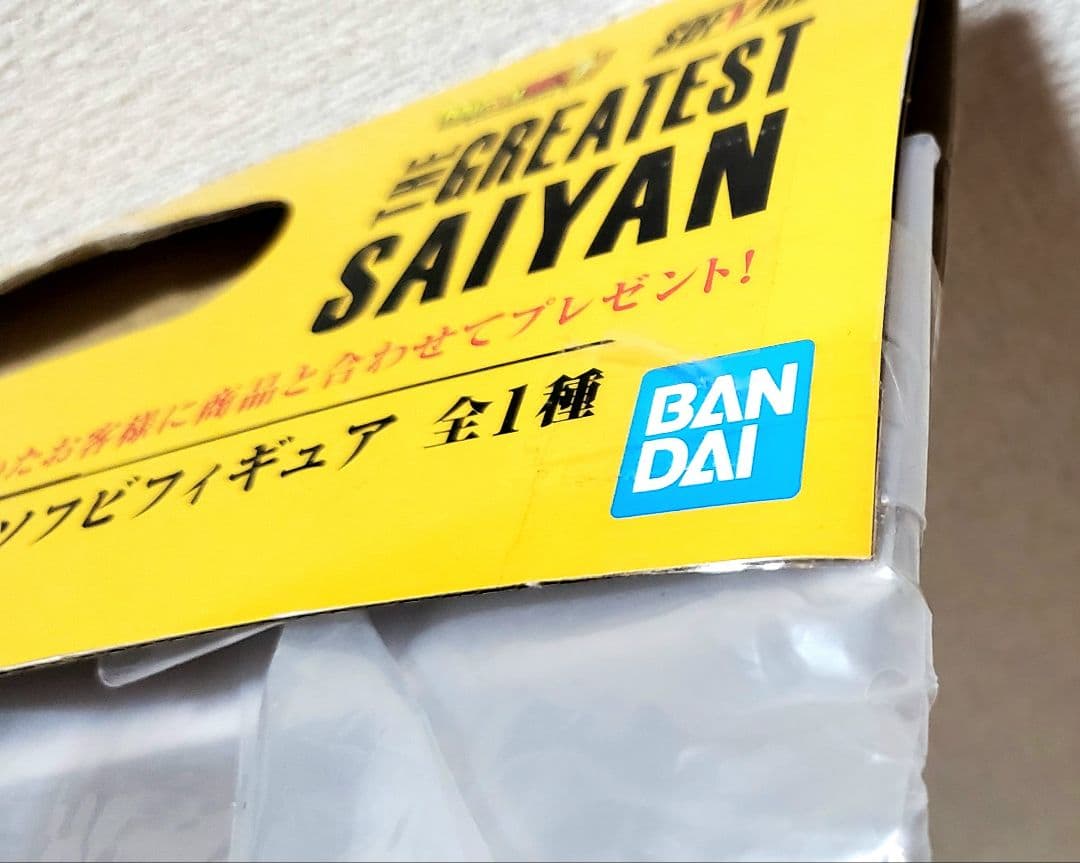 THE
GREATEST
SAIYAN
たお客様に商品と合わせてプレゼント!
ソフビフィギュア 全1種
BAN
DAI